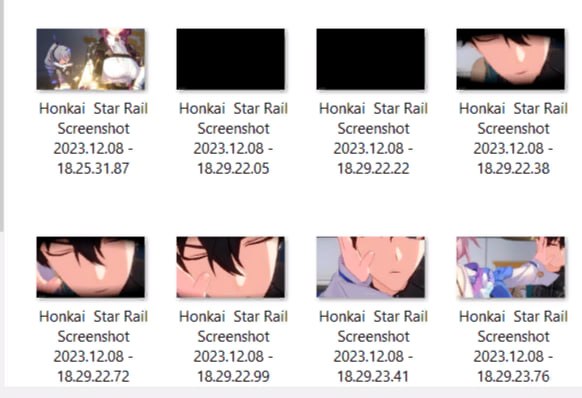 Honkai Star Rail Honkai Star Rail Honkai Star Rail Honkai Star Rail
Screenshot Screenshot Screenshot Screenshot
2023.12.08 - 2023.12.08 - 2023.12.08 - 2023.12.08 -
18.25.31.87 18.29.22.05 18.29.22.22 18.29.22.38
Honkai Star Rail Honkai Star Rail Honkai Star Rail Honkai Star Rail
Screenshot Screenshot Screenshot Screenshot
2023.12.08 - 2023.12.08 - 2023.12.08 - 2023.12.08 -
18.29.22.72 18.29.22.99 18.29.23.41 18.29.23.76